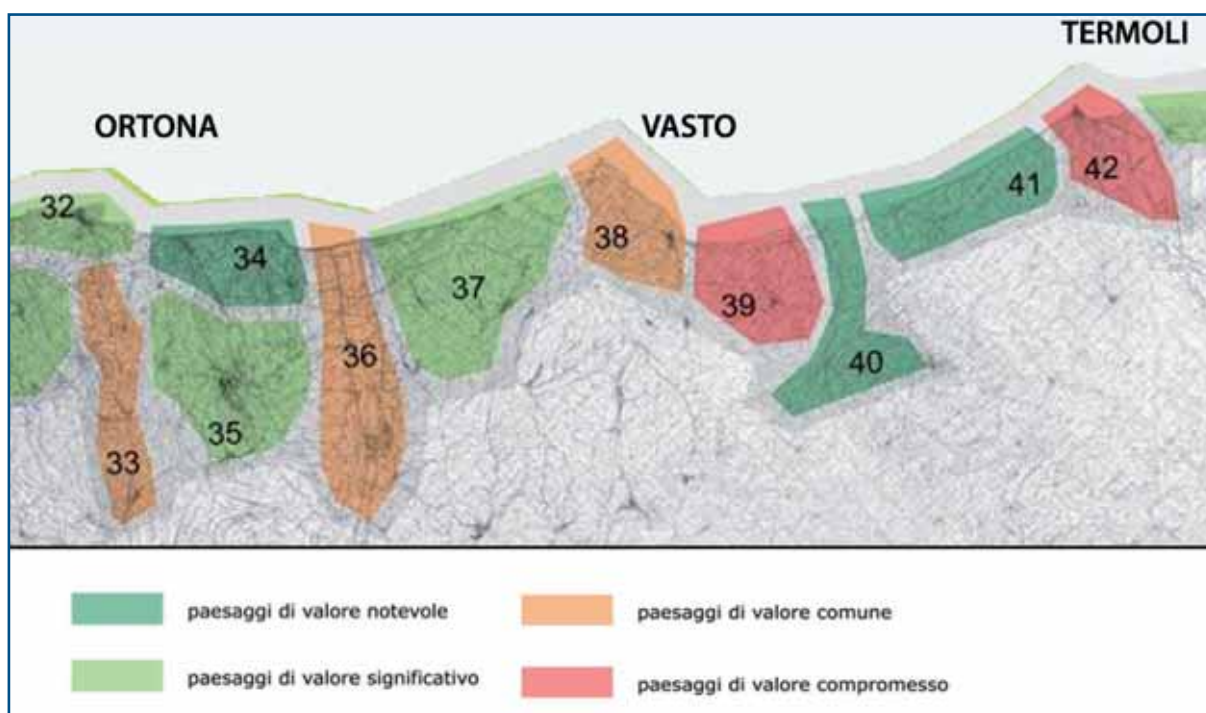 TERMOLI
ORTONA
VASTO
32
34
33
35
36
37
38
39
40
41
42
paesaggi di valore notevole
paesaggi di valore comune
paesaggi di valore significativo
paesaggi di valore compromesso